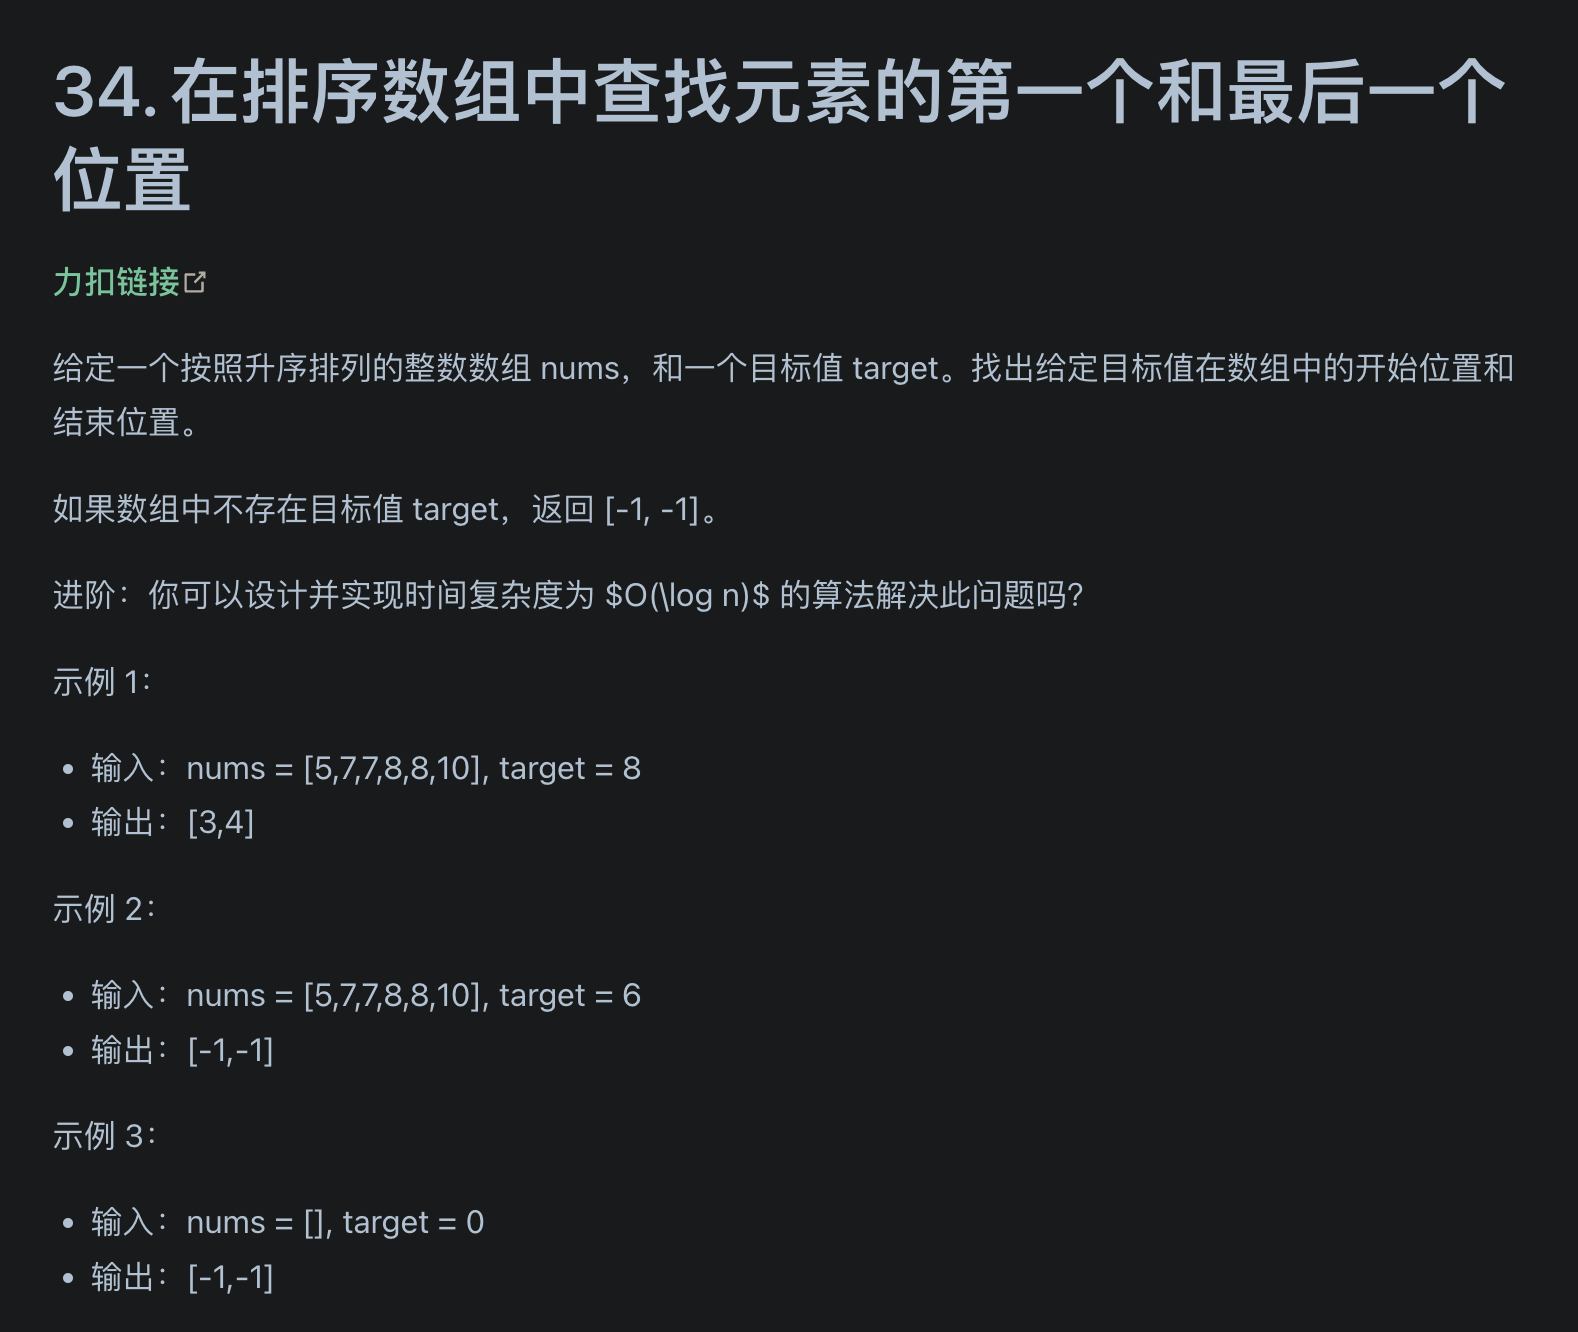 34. 在排序数组中查找元素的第一个和最后一个
位置
力扣链接
给定一个按照升序排列的整数数组 nums，和一个目标值 target。找出给定目标值在数组中的开始位置和
结束位置。
如果数组中不存在目标值 target，返回 [-1, -1]。
进阶：你可以设计并实现时间复杂度为 $O(\log n)$ 的算法解决此问题吗?
示例 1：
• 输入：nums = [5,7,7,8,8,10], target = 8
• 输出：[3,4]
示例 2：
• 输入：nums = [5,7,7,8,8,10], target = 6
• 输出：[-1,-1]
示例 3：
• 输入：nums = [], target = 0
• 输出：[-1,-1]